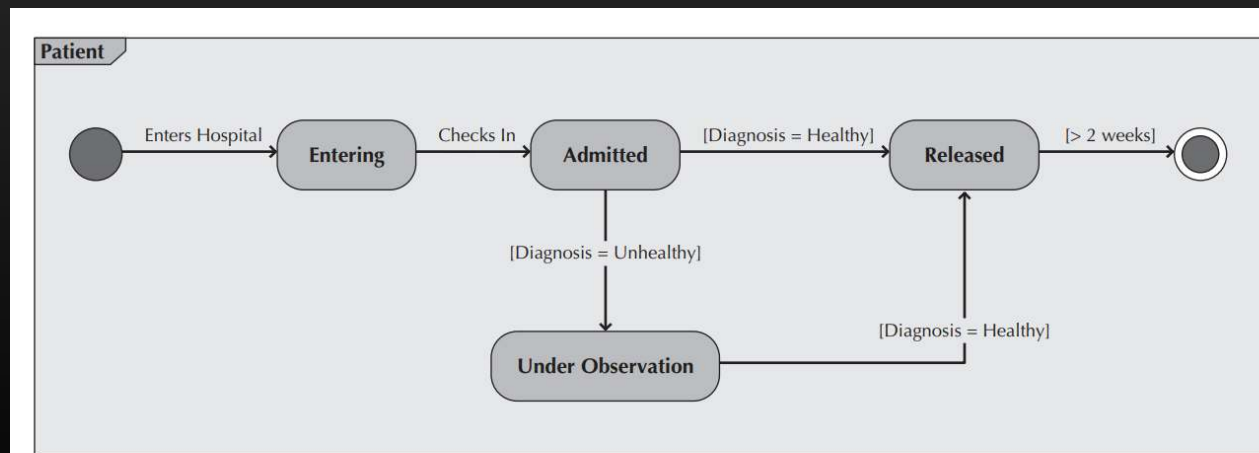 Patient
Enters Hospital
Entering
Checks In
Admitted
[Diagnosis = Healthy]
Released
[> 2 weeks]
[Diagnosis = Unhealthy]
[Diagnosis = Healthy]
Under Observation